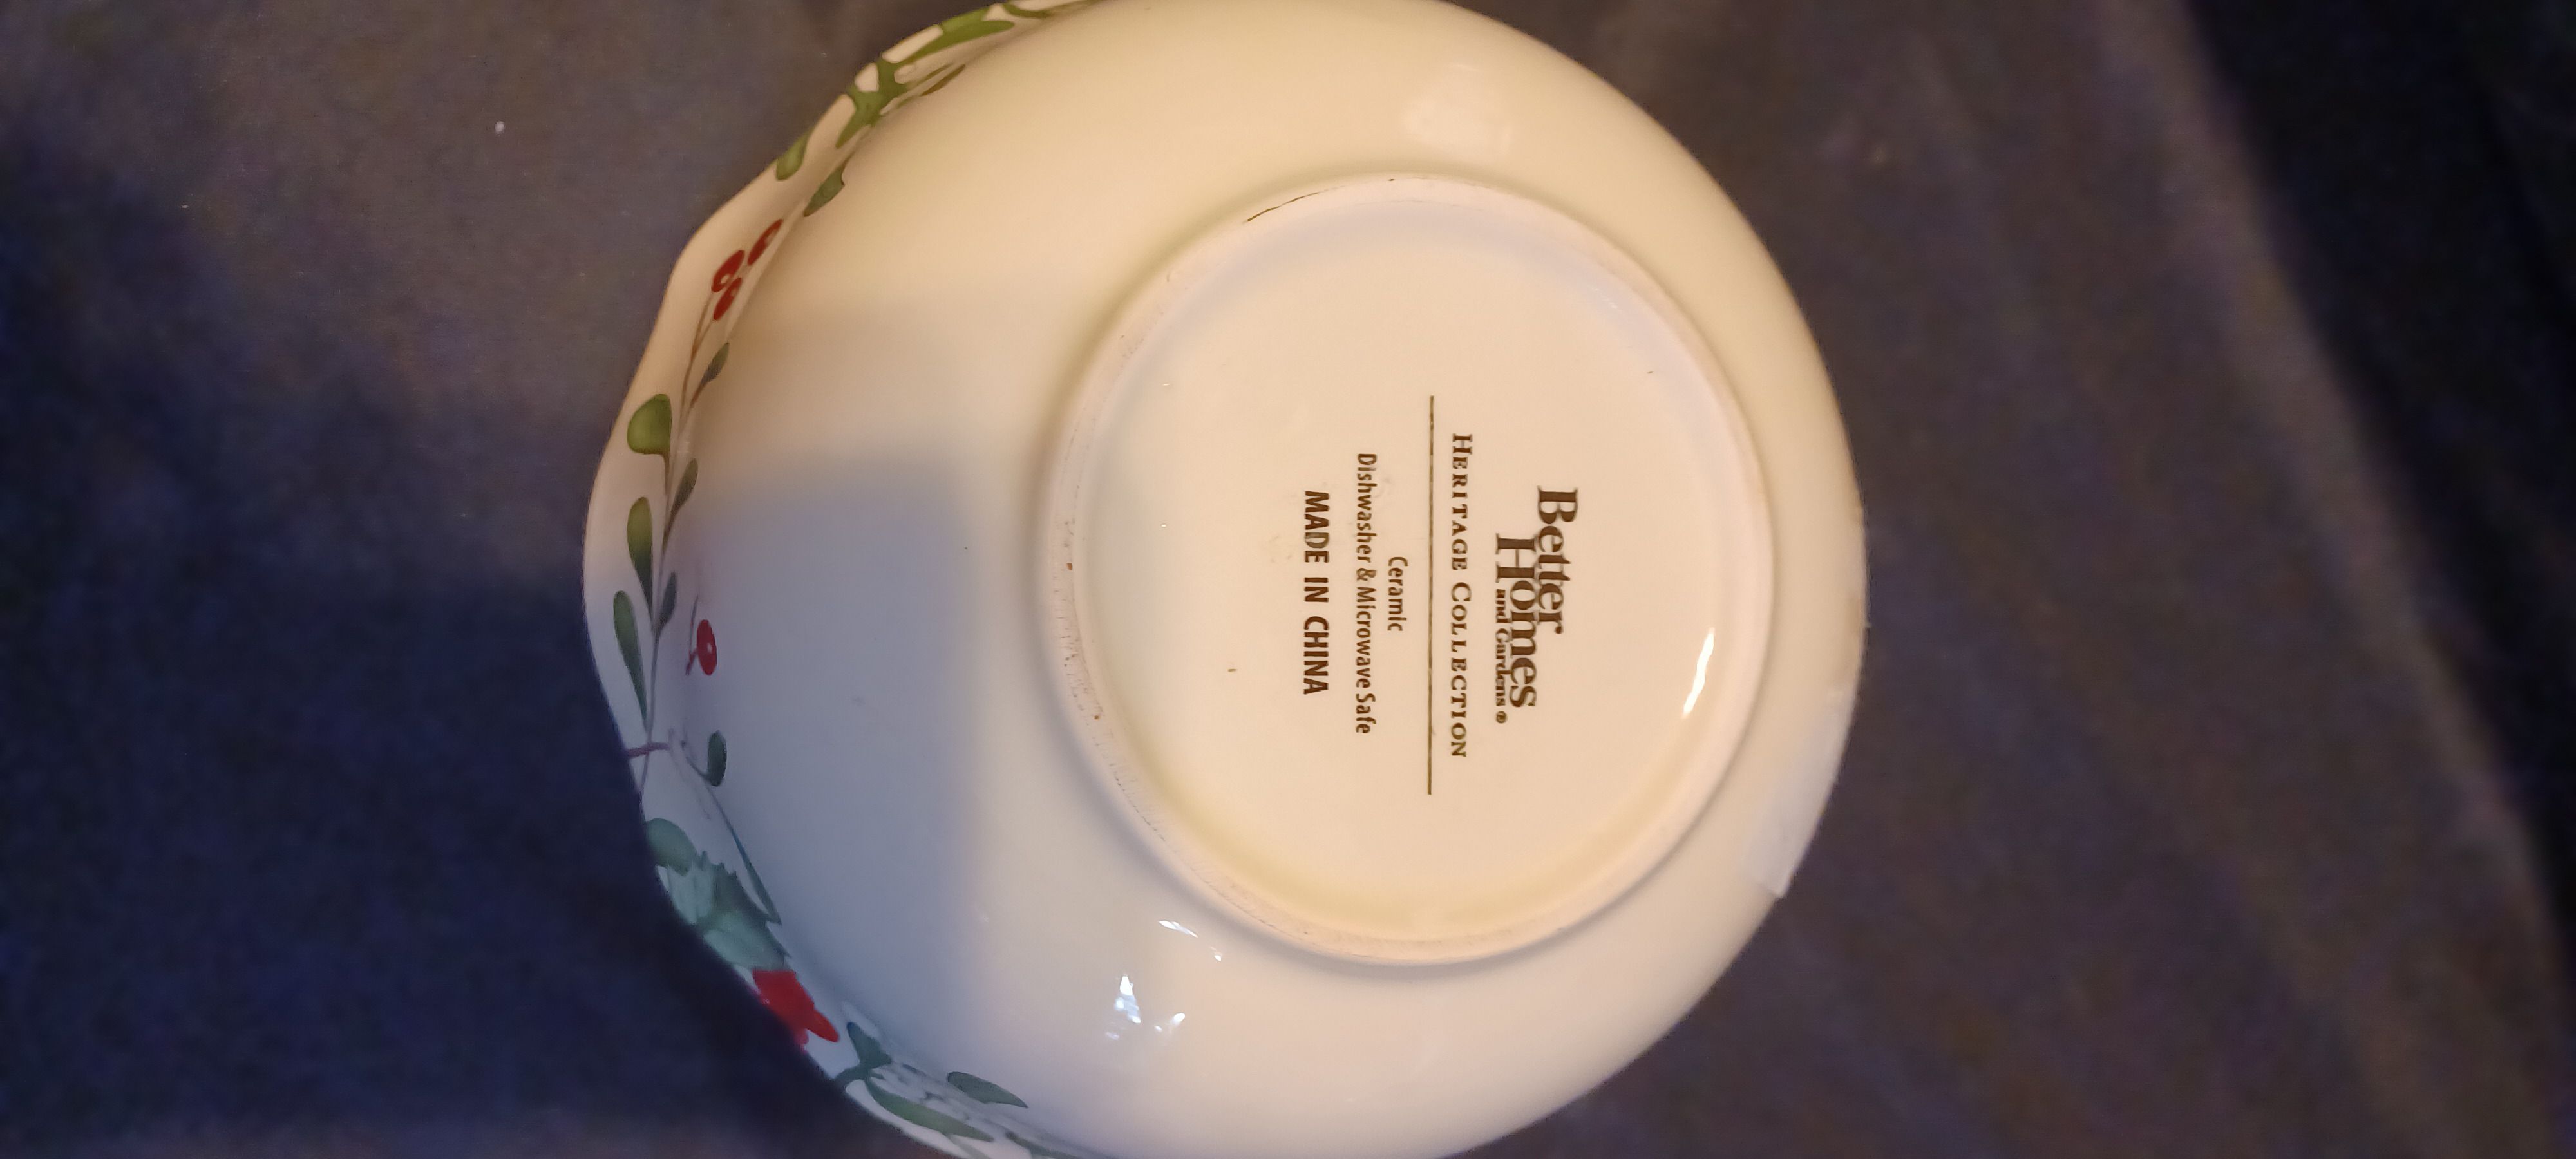 Better
Homes
and Gardens®
HERITAGE COLLECTION
Ceramic
Dishwasher & Microwave Safe
MADE IN CHINA